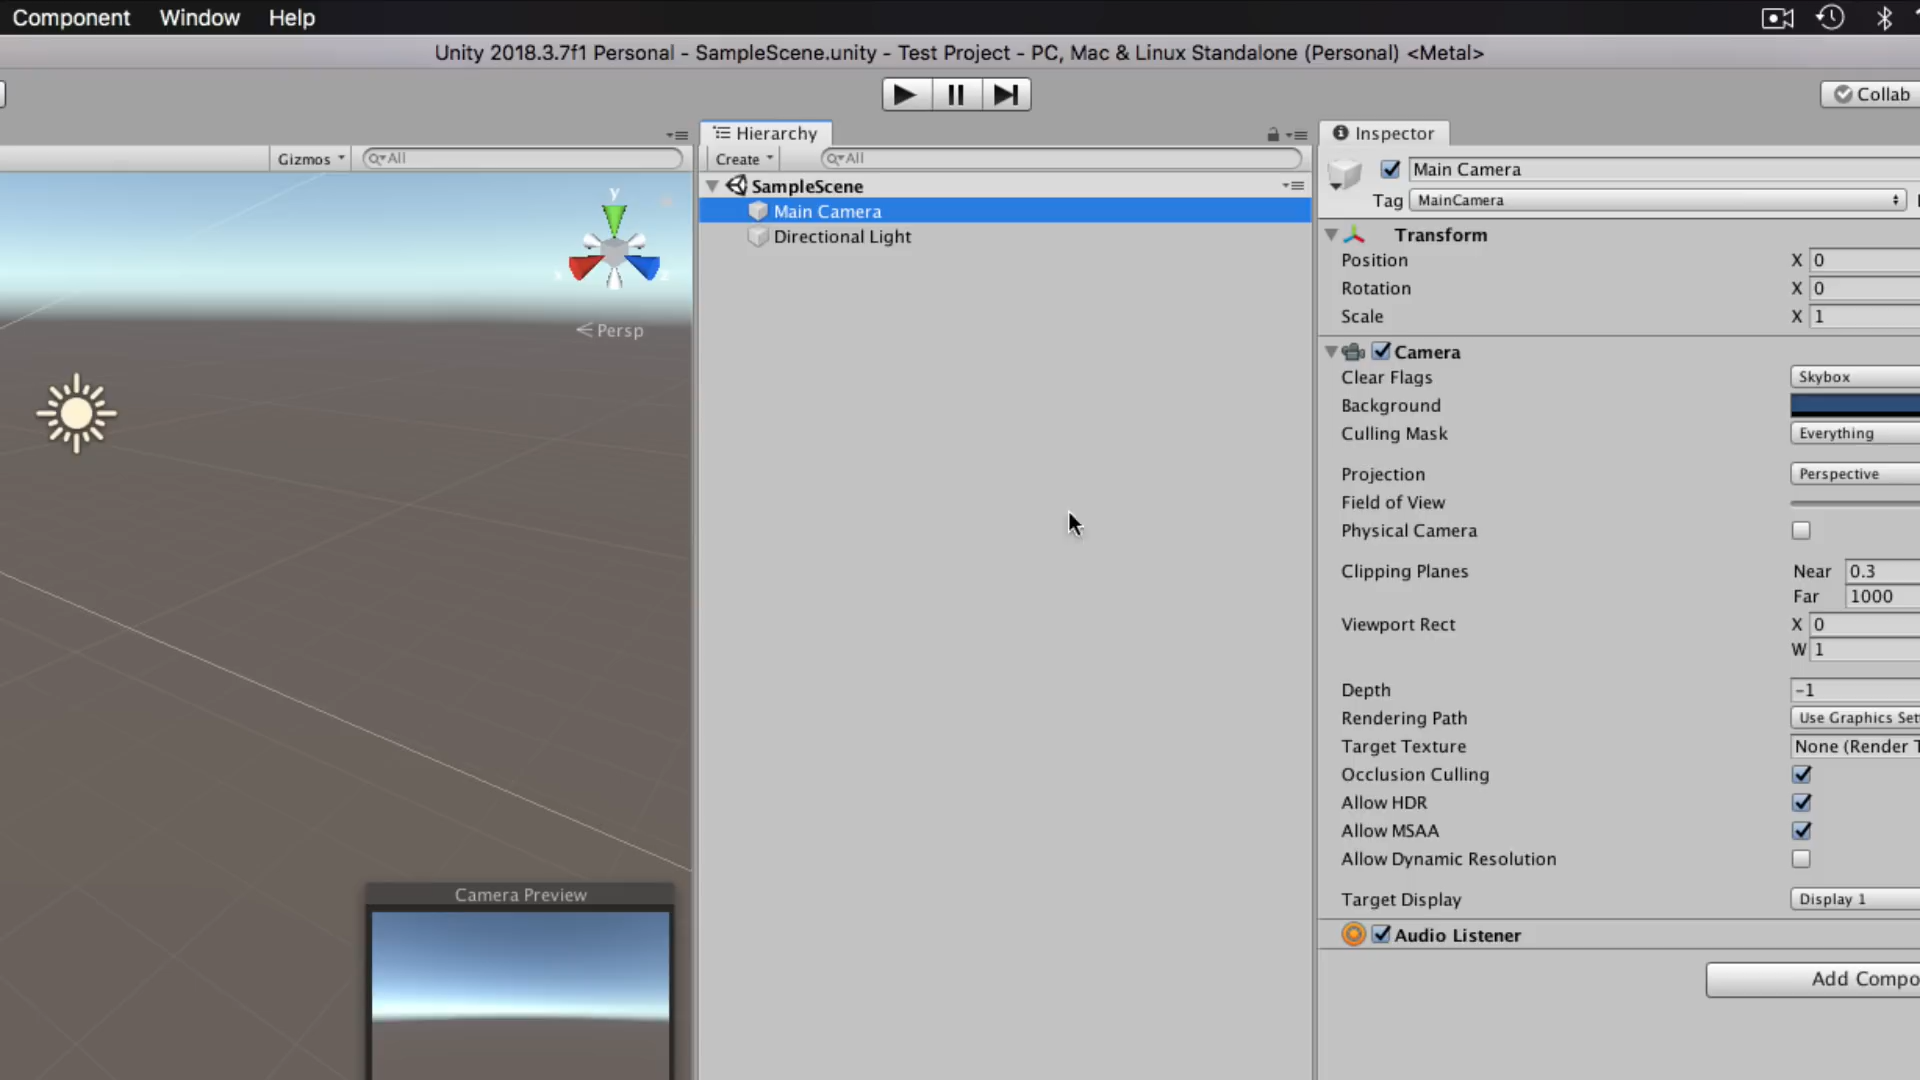 Component Window Help
Unity 2018.3.7f1 Personal - SampleScene.unity - Test Project - PC, Mac & Linux Standalone (Personal) <Metal>
Collab
Gizmos All
y
x
z
Persp
Camera Preview
Hierarchy
Create All
SampleScene
Main Camera
Directional Light
Inspector
Main Camera
Tag MainCamera
Transform
Position X 0
Rotation X 0
Scale X 1
Camera
Clear Flags Skybox
Background
Culling Mask Everything
Projection Perspective
Field of View
Physical Camera
Clipping Planes Near 0.3
Far 1000
Viewport Rect X 0
W 1
Depth -1
Rendering Path Use Graphics Set
Target Texture None (Render T
Occlusion Culling
Allow HDR
Allow MSAA
Allow Dynamic Resolution
Target Display Display 1
Audio Listener
Add Compo